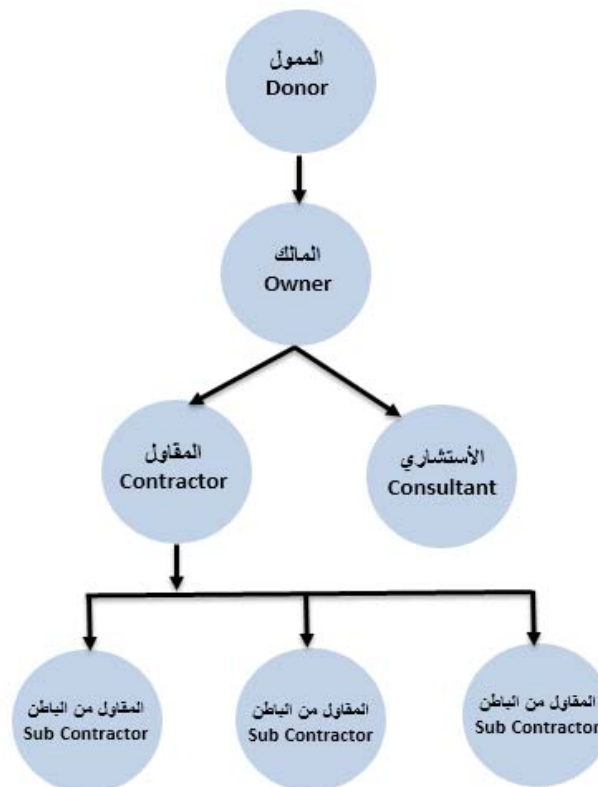 الممول
Donor
المالك
Owner
المقاول
Contractor
الأستشاري
Consultant
المقاول من الباطن
Sub Contractor
المقاول من الباطن
Sub Contractor
المقاول من الباطن
Sub Contractor